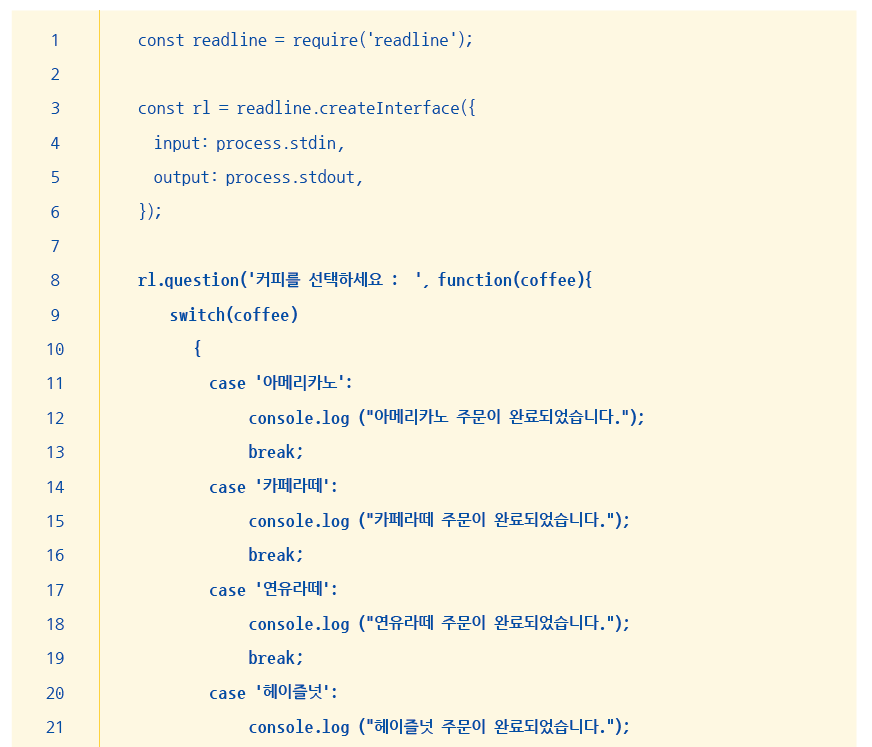 1 const readline = require('readline');
2
3 const rl = readline.createInterface({
4 input: process.stdin,
5 output: process.stdout,
6 });
7
8 rl.question('커피를 선택하세요 :  ', function(coffee){
9 switch(coffee)
10 {
11 case '아메리카노':
12 console.log ("아메리카노 주문이 완료되었습니다.");
13 break;
14 case '카페라떼':
15 console.log ("카페라떼 주문이 완료되었습니다.");
16 break;
17 case '연유라떼':
18 console.log ("연유라떼 주문이 완료되었습니다.");
19 break;
20 case '헤이즐넛':
21 console.log ("헤이즐넛 주문이 완료되었습니다.");